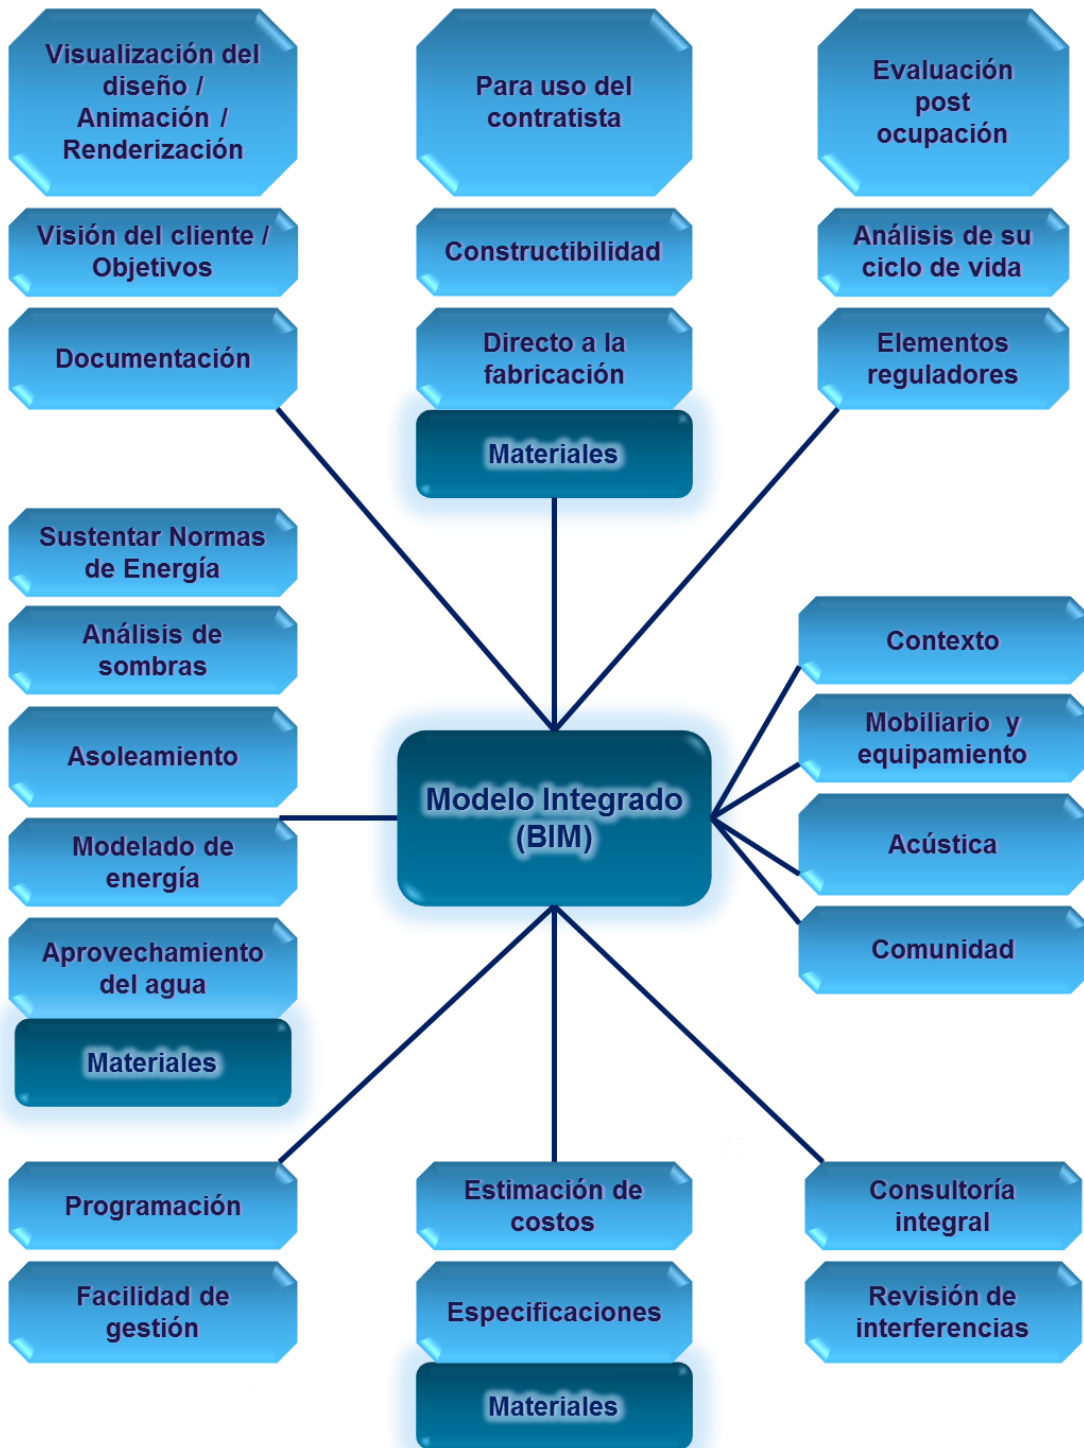 Visualización del
diseño /
Animación /
Renderización
Visión del cliente /
Objetivos
Documentación
Para uso del
contratista
Constructibilidad
Directo a la
fabricación
Materiales
Evaluación
post
ocupación
Análisis de su
ciclo de vida
Elementos
reguladores
Sustentar Normas
de Energía
Análisis de
sombras
Asoleamiento
Modelado de
energía
Aprovechamiento
del agua
Materiales
Modelo Integrado
(BIM)
Contexto
Mobiliario y
equipamiento
Acústica
Comunidad
Programación
Facilidad de
gestión
Estimación de
costos
Especificaciones
Materiales
Consultoría
integral
Revisión de
interferencias